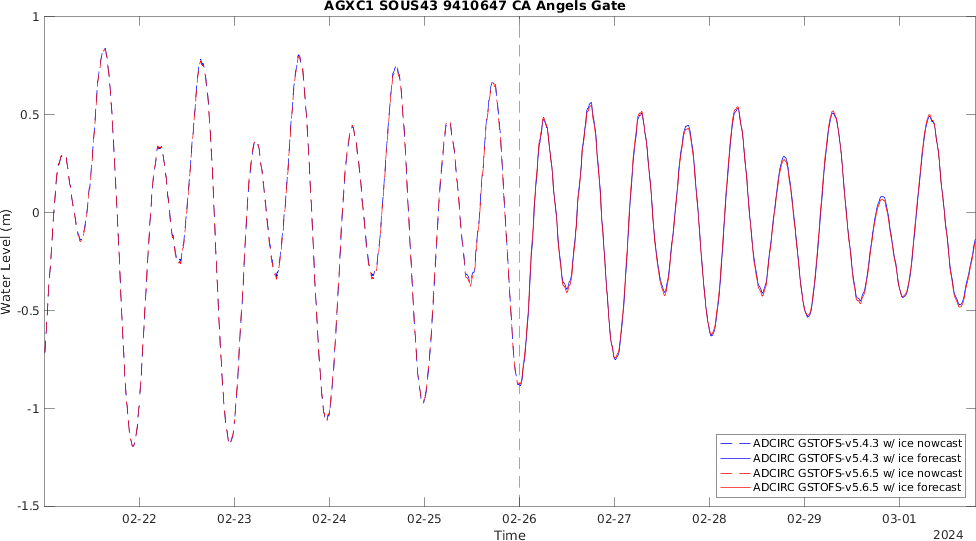 AGXC1 SOUS43 9410647 CA Angels Gate
1
0.5
0
-0.5
-1
-1.5
Water Level (m)
ADCIRC GSTOFS-v5.4.3 w/ ice nowcast
ADCIRC GSTOFS-v5.4.3 w/ ice forecast
ADCIRC GSTOFS-v5.6.5 w/ ice nowcast
ADCIRC GSTOFS-v5.6.5 w/ ice forecast
02-22 02-23 02-24 02-25 02-26 02-27 02-28 02-29 03-01
Time
2024